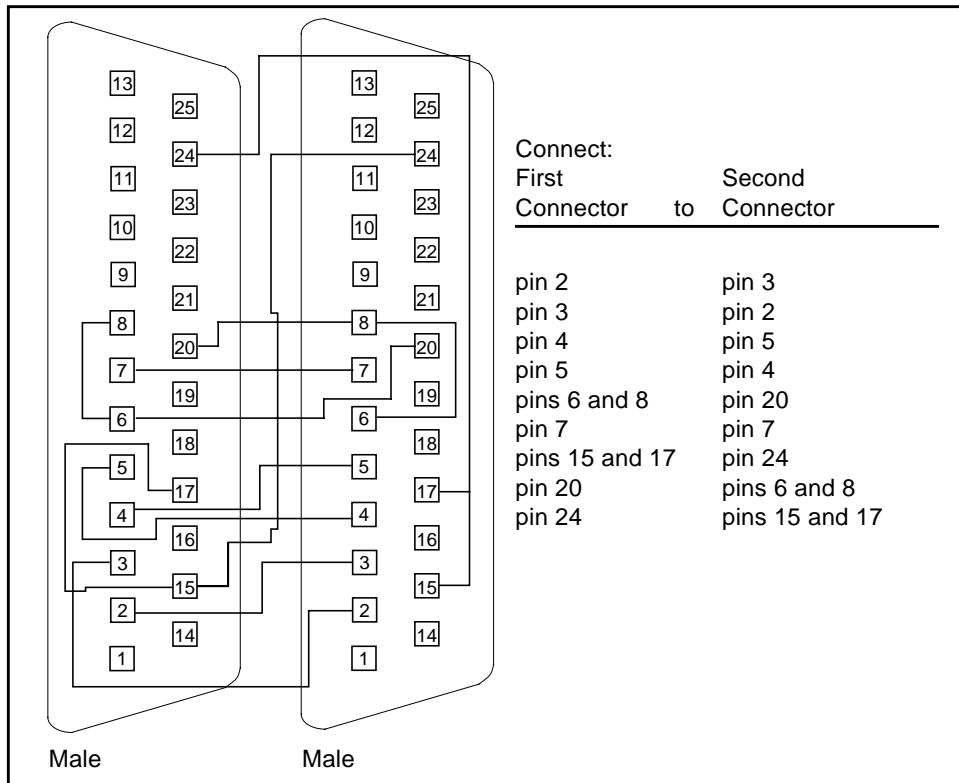 13 13
25 25
12 12
24 24
11 11
23 23
10 10
22 22
9 9
21 21
8 8
20 20
7 7
19 19
6 6
18 18
5 5
17 17
4 4
16 16
3 3
15 15
2 2
14 14
1 1
Male Male
Connect:
First Second
Connector to Connector
pin 2 pin 3
pin 3 pin 2
pin 4 pin 5
pin 5 pin 4
pins 6 and 8 pin 20
pin 7 pin 7
pins 15 and 17 pin 24
pin 20 pins 6 and 8
pin 24 pins 15 and 17